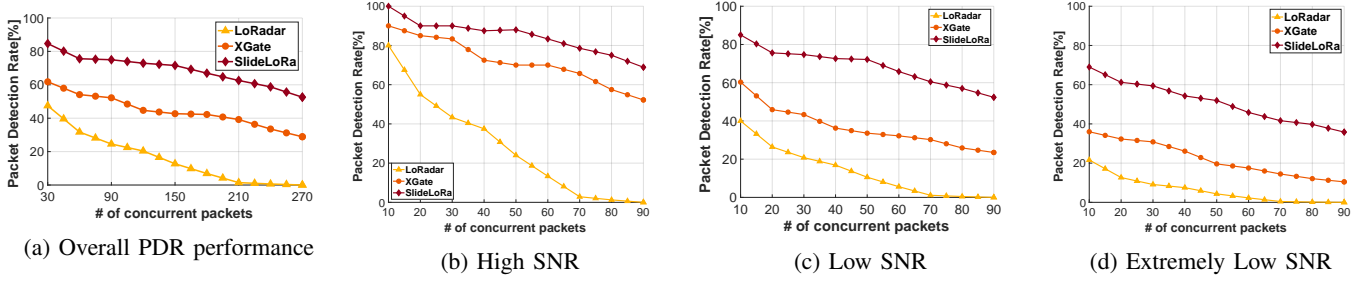 Packet Detection Rate[%]
100
80
60
40
20
0
LoRadar
XGate
SlideLoRa
30
90
150
210
270
# of concurrent packets
(a) Overall PDR performance
Packet Detection Rate[%]
100
80
60
40
20
0
LoRadar
XGate
SlideLoRa
10
20
30
40
50
60
70
80
90
# of concurrent packets
(b) High SNR
Packet Detection Rate[%]
100
80
60
40
20
0
LoRadar
XGate
SlideLoRa
10
20
30
40
50
60
70
80
90
# of concurrent packets
(c) Low SNR
Packet Detection Rate[%]
100
80
60
40
20
0
LoRadar
XGate
SlideLoRa
10
20
30
40
50
60
70
80
90
# of concurrent packets
(d) Extremely Low SNR